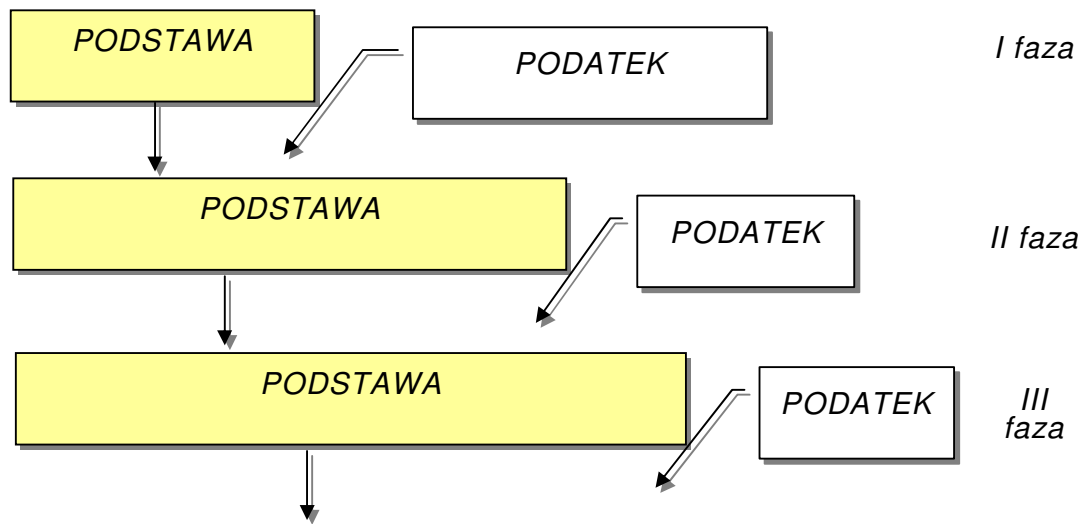 PODSTAWA
PODATEK
I faza
PODSTAWA
PODATEK
II faza
PODSTAWA
PODATEK
III
faza